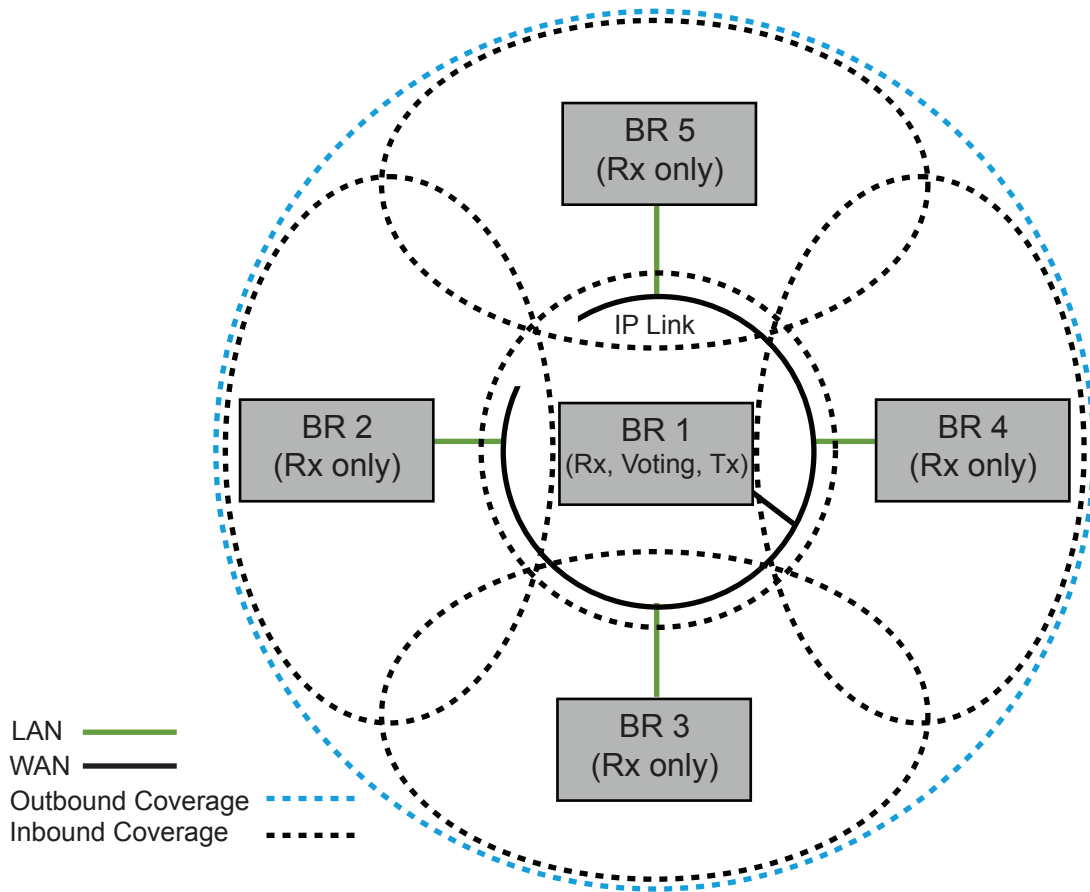 BR 5
(Rx only)
IP Link
BR 2
(Rx only)
BR 1
(Rx, Voting, Tx)
BR 4
(Rx only)
BR 3
(Rx only)
LAN
WAN
Outbound Coverage
Inbound Coverage